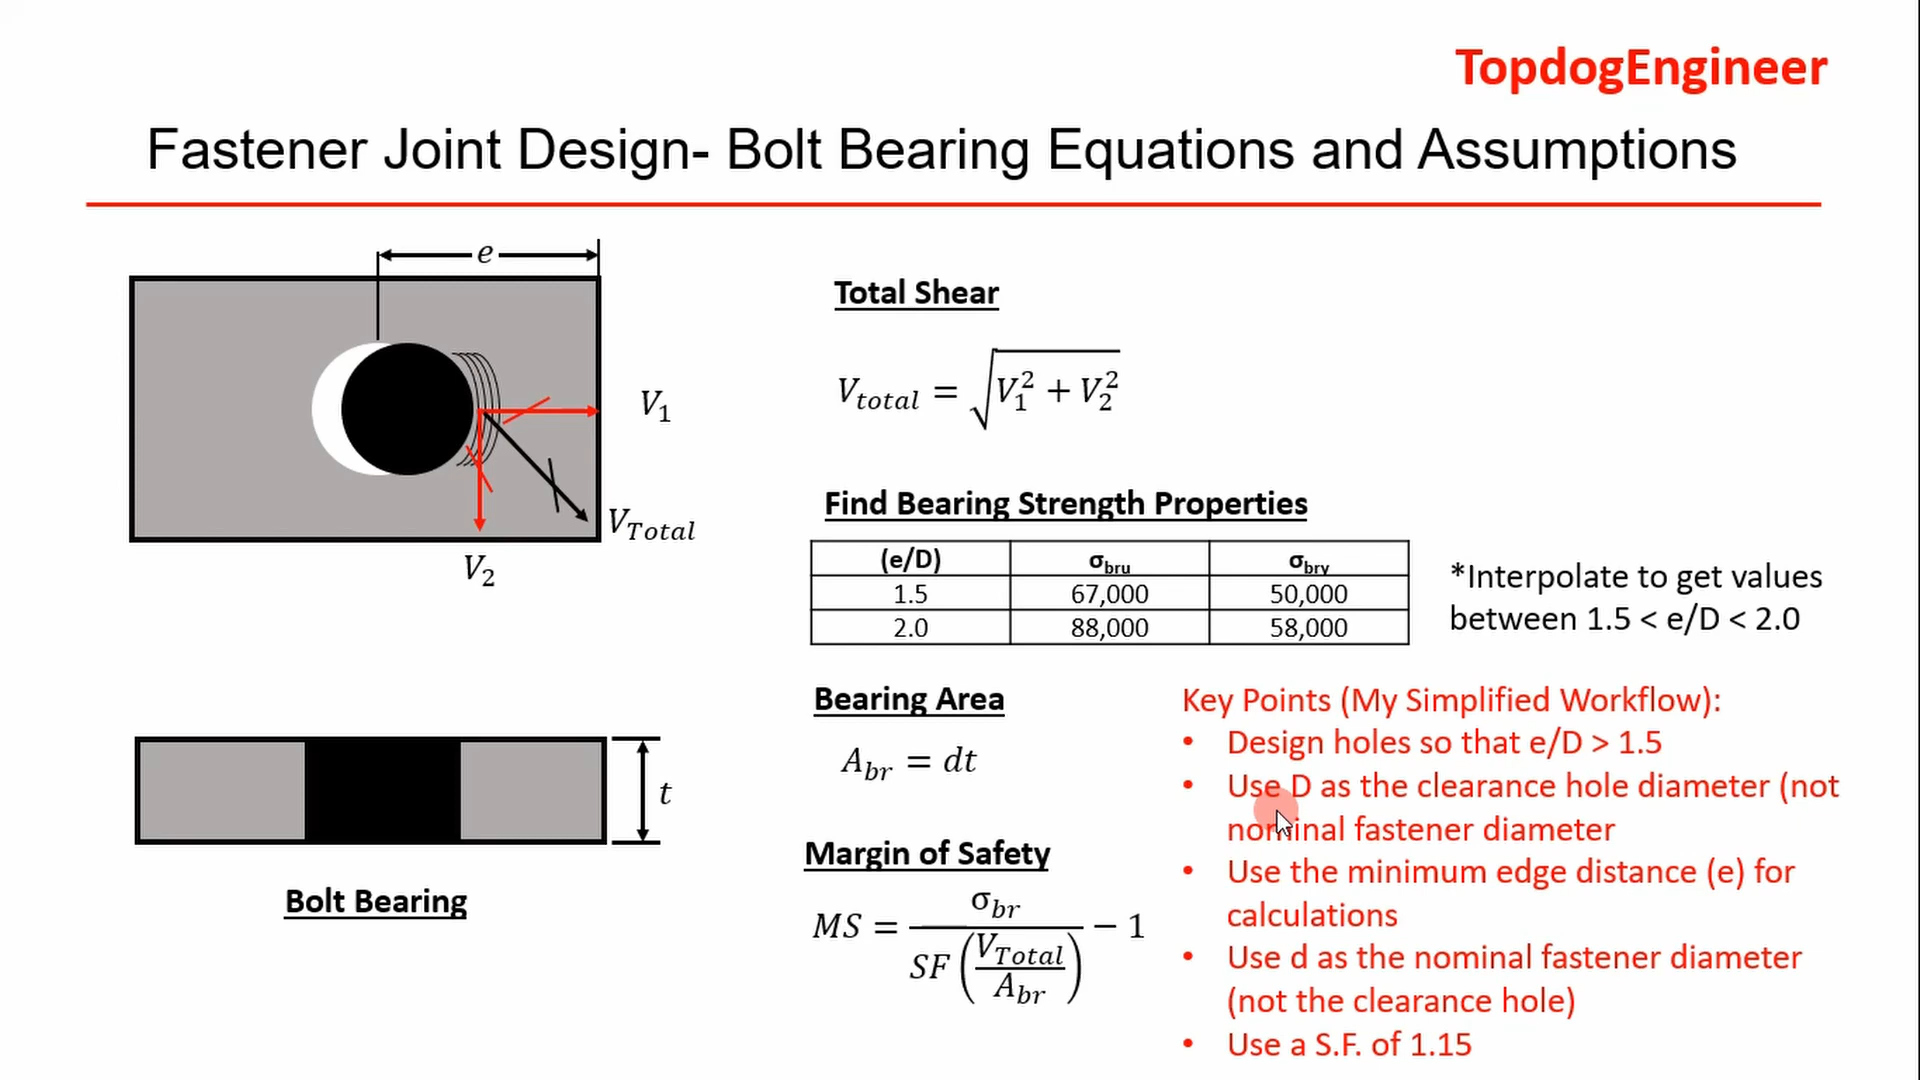 TopdogEngineer
Fastener Joint Design- Bolt Bearing Equations and Assumptions
e
V₁
V_Total
V₂
t
Bolt Bearing
Total Shear
V_total = √(V₁² + V₂²)
Find Bearing Strength Properties
(e/D) σ_bru σ_bry
1.5 67,000 50,000
2.0 88,000 58,000
*Interpolate to get values
between 1.5 < e/D < 2.0
Bearing Area
A_br = dt
Margin of Safety
MS = σ_br / (SF (V_Total / A_br)) − 1
Key Points (My Simplified Workflow):
• Design holes so that e/D > 1.5
• Use D as the clearance hole diameter (not
nominal fastener diameter
• Use the minimum edge distance (e) for
calculations
• Use d as the nominal fastener diameter
(not the clearance hole)
• Use a S.F. of 1.15